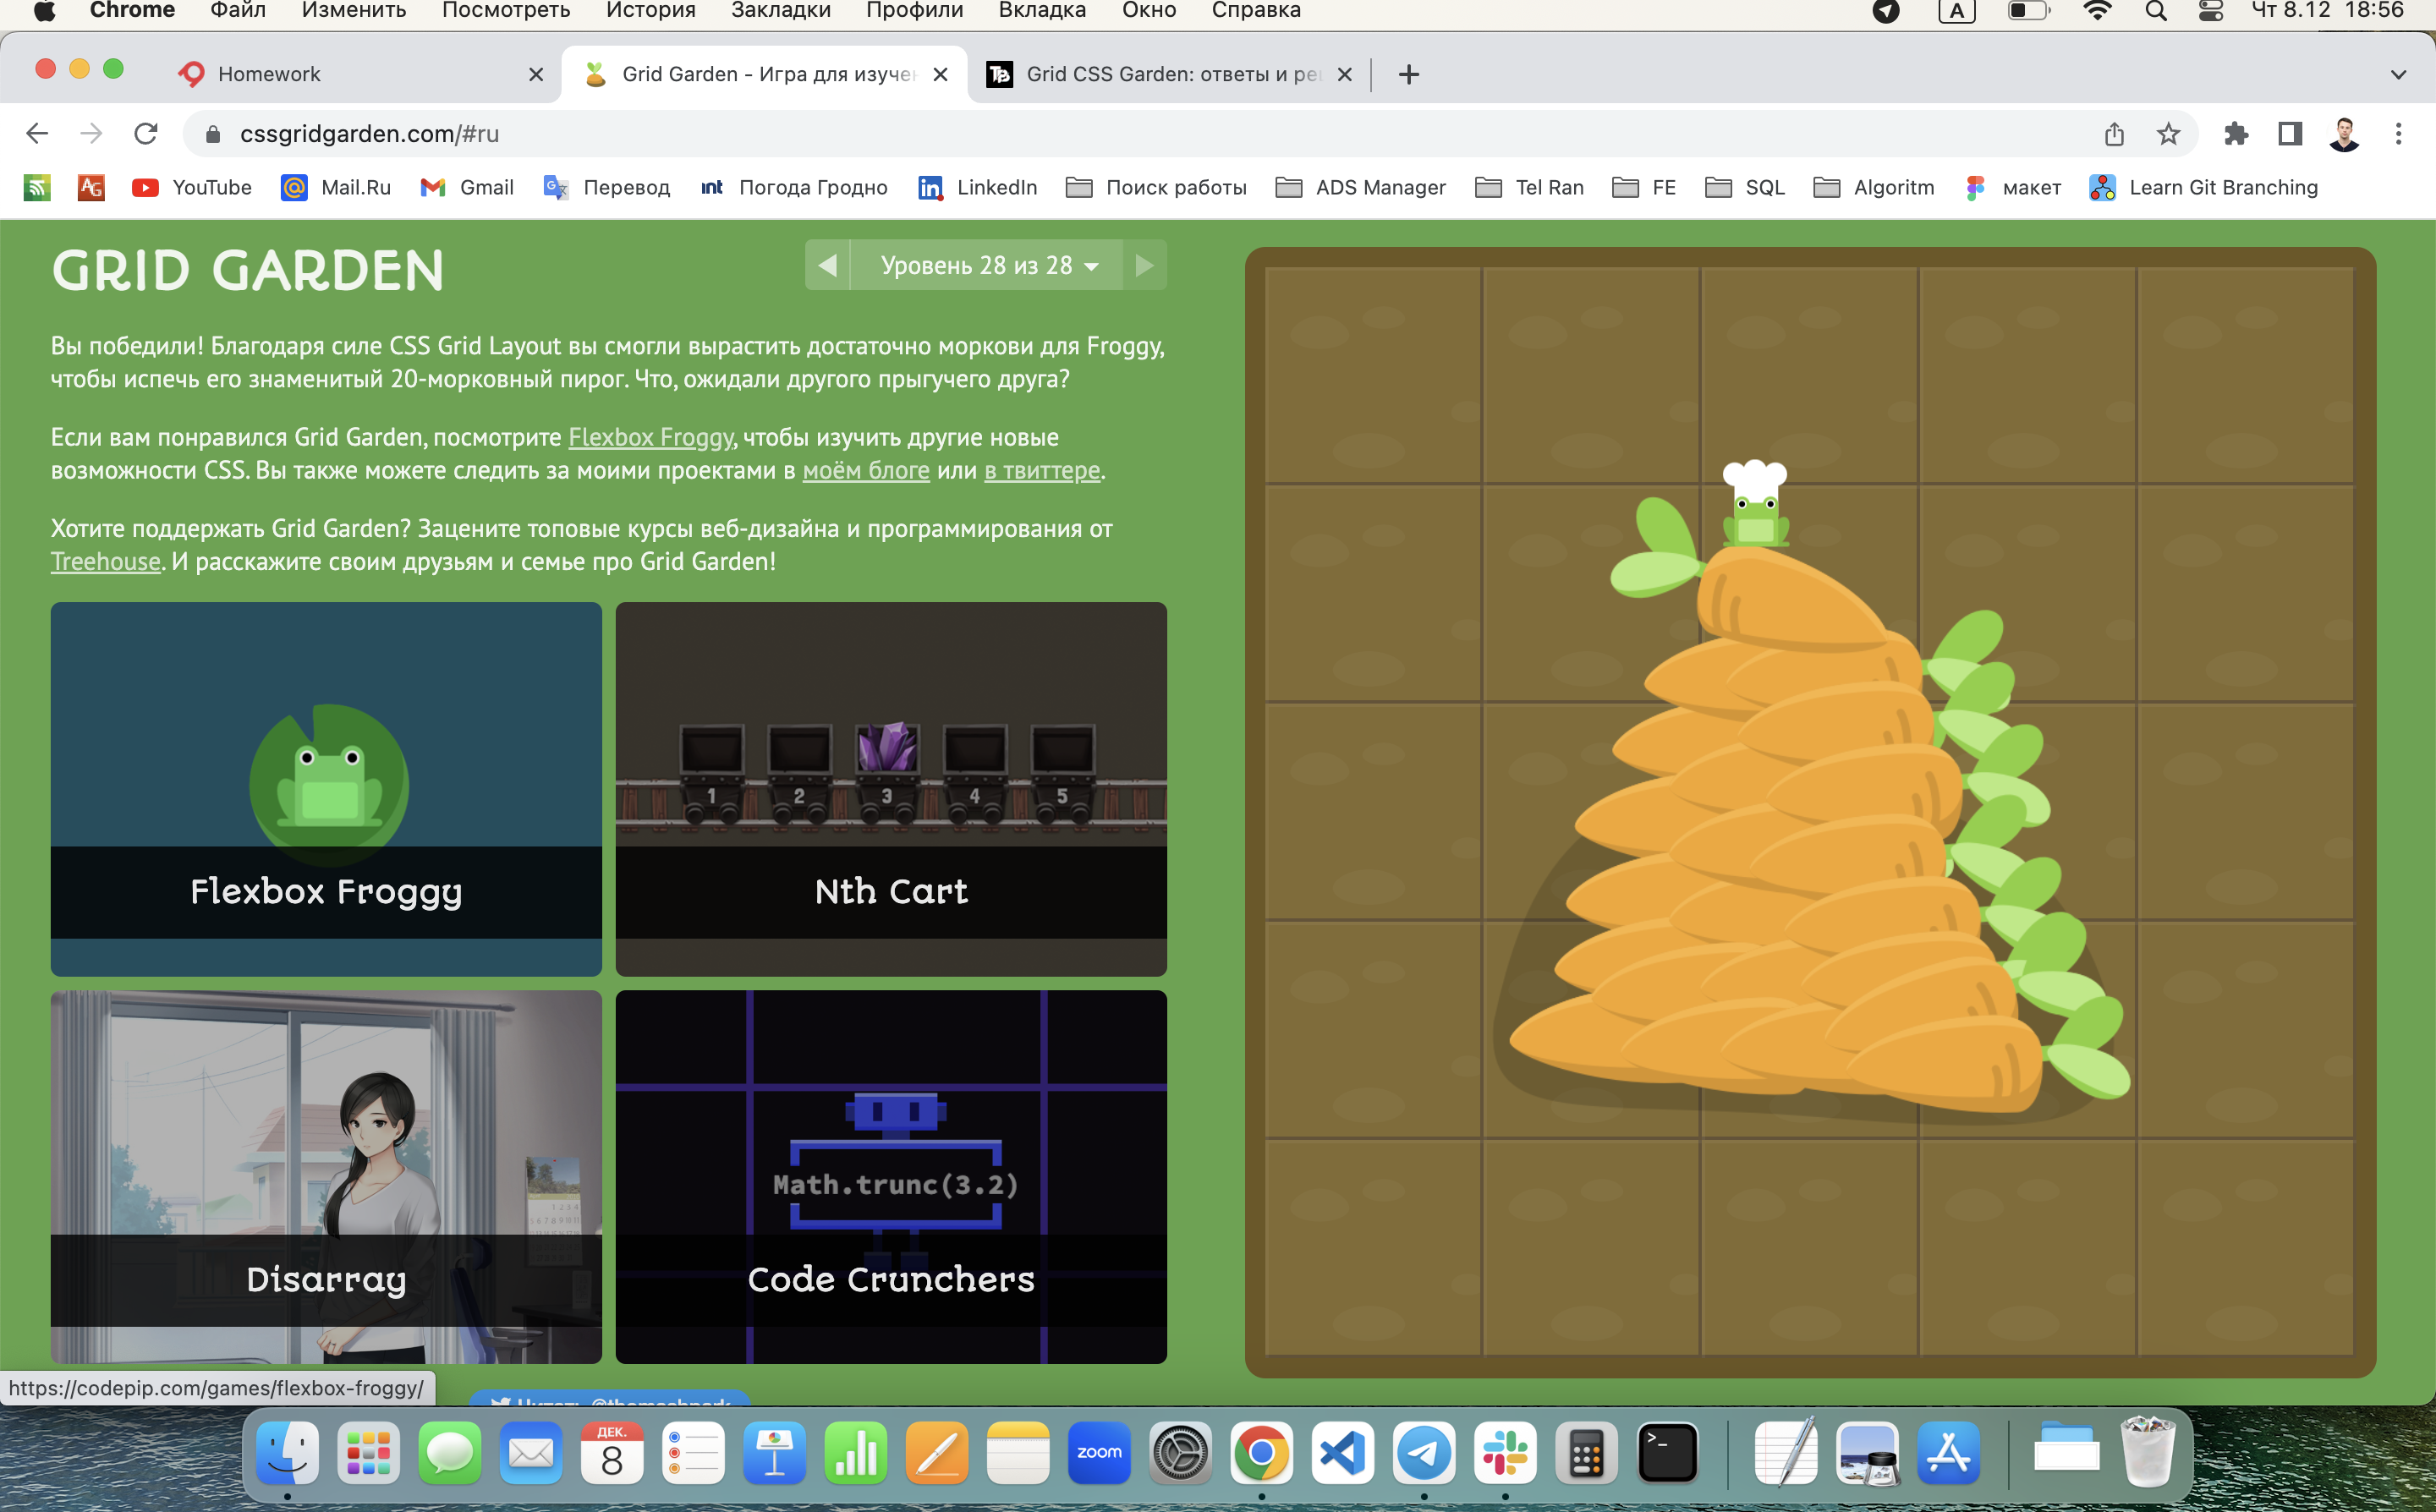 Chrome Файл Изменить Посмотреть История Закладки Профили Вкладка Окно Справка A Чт 8.12 18:56
Homework Grid Garden - Игра для изучен Grid CSS Garden: ответы и ре
cssgridgarden.com/#ru
AG YouTube Mail.Ru Gmail Перевод int Погода Гродно LinkedIn Поиск работы ADS Manager Tel Ran FE SQL Algoritm макет Learn Git Branching
GRID GARDEN
Уровень 28 из 28
Вы победили! Благодаря силе CSS Grid Layout вы смогли вырастить достаточно моркови для Froggy,
чтобы испечь его знаменитый 20-морковный пирог. Что, ожидали другого прыгучего друга?
Если вам понравился Grid Garden, посмотрите Flexbox Froggy, чтобы изучить другие новые
возможности CSS. Вы также можете следить за моими проектами в моём блоге или в твиттере.
Хотите поддержать Grid Garden? Зацените топовые курсы веб-дизайна и программирования от
Treehouse. И расскажите своим друзьям и семье про Grid Garden!
1 2 3 4 5
Flexbox Froggy
Nth Cart
Math.trunc(3.2)
Disarray
Code Crunchers
https://codepip.com/games/flexbox-froggy/
Читать @thomashpark
ДЕК.
8
zoom